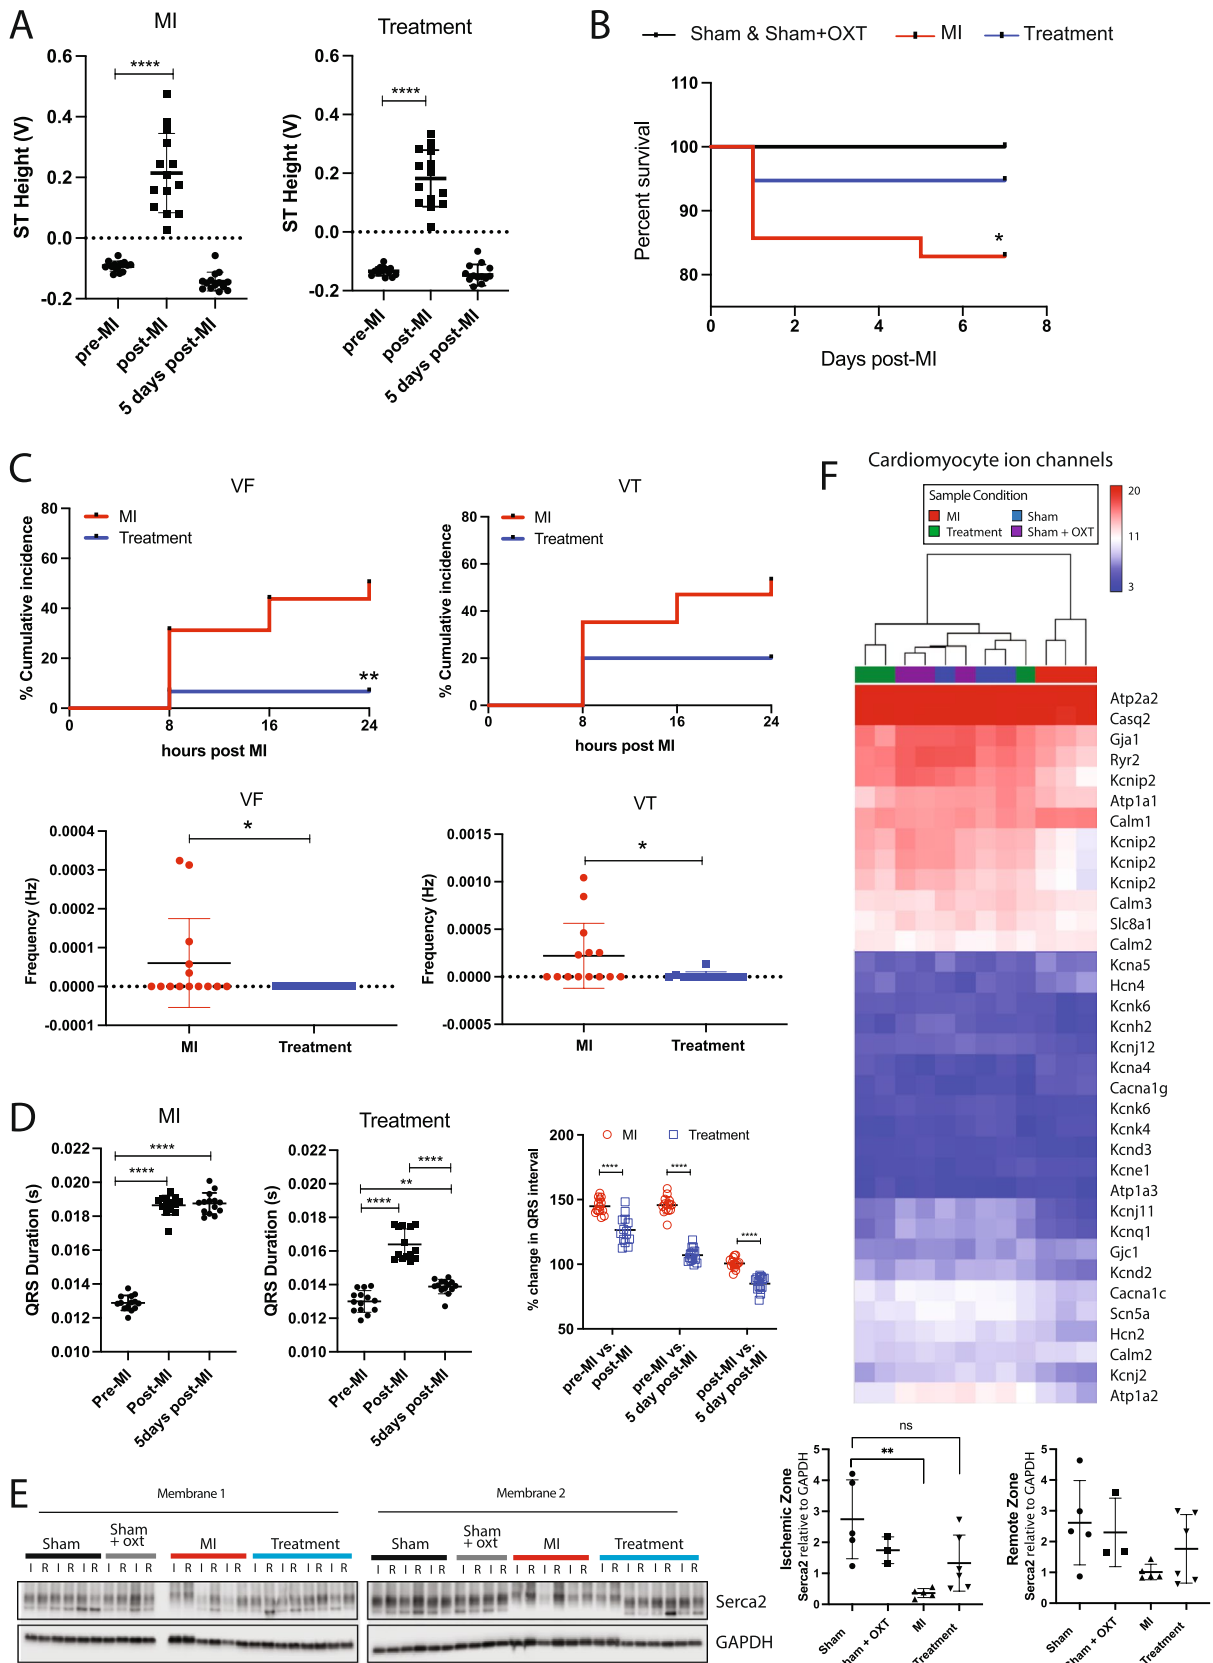 A
MI
ST Height (V)
0.6
0.4
0.2
0.0
-0.2
****
pre-MI
post-MI
5 days post-MI
Treatment
ST Height (V)
0.6
0.4
0.2
0.0
-0.2
****
pre-MI
post-MI
5 days post-MI
B
Sham & Sham+OXT
MI
Treatment
Percent survival
110
100
90
80
*
0 2 4 6 8
Days post-MI
C
VF
% Cumulative incidence
80
60
40
20
0
MI
Treatment
**
0 8 16 24
hours post MI
VT
% Cumulative incidence
80
60
40
20
0
MI
Treatment
0 8 16 24
hours post MI
VF
Frequency (Hz)
0.0004
0.0003
0.0002
0.0001
0.0000
-0.0001
*
MI
Treatment
VT
Frequency (Hz)
0.0015
0.0010
0.0005
0.0000
-0.0005
*
MI
Treatment
D
MI
QRS Duration (s)
0.022
0.020
0.018
0.016
0.014
0.012
0.010
****
****
Pre-MI
Post-MI
5days post-MI
Treatment
QRS Duration (s)
0.022
0.020
0.018
0.016
0.014
0.012
0.010
****
**
****
Pre-MI
Post-MI
5days post-MI
% change in QRS interval
200
150
100
50
MI
Treatment
****
****
****
pre-MI vs.
post-MI
pre-MI vs.
5 day post-MI
post-MI vs.
5 day post-MI
E
Membrane 1
Sham
Sham
+ oxt
MI
Treatment
I R I R I R I R I R I R I R I R I R I R
Membrane 2
Sham
Sham
+ oxt
MI
Treatment
I R I R I R I R I R I R I R I R I R I R
Serca2
GAPDH
Ischemic Zone
Serca2 relative to GAPDH
5
4
3
2
1
0
ns
**
Sham
Sham + OXT
MI
Treatment
Remote Zone
Serca2 relative to GAPDH
5
4
3
2
1
0
Sham
Sham + OXT
MI
Treatment
F
Cardiomyocyte ion channels
Sample Condition
MI
Sham
Treatment
Sham + OXT
20
11
3
Atp2a2
Casq2
Gja1
Ryr2
Kcnip2
Atp1a1
Calm1
Kcnip2
Kcnip2
Kcnip2
Calm3
Slc8a1
Calm2
Kcna5
Hcn4
Kcnk6
Kcnh2
Kcnj12
Kcna4
Cacna1g
Kcnk6
Kcnk4
Kcnd3
Kcne1
Atp1a3
Kcnj11
Kcnq1
Gjc1
Kcnd2
Cacna1c
Scn5a
Hcn2
Calm2
Kcnj2
Atp1a2